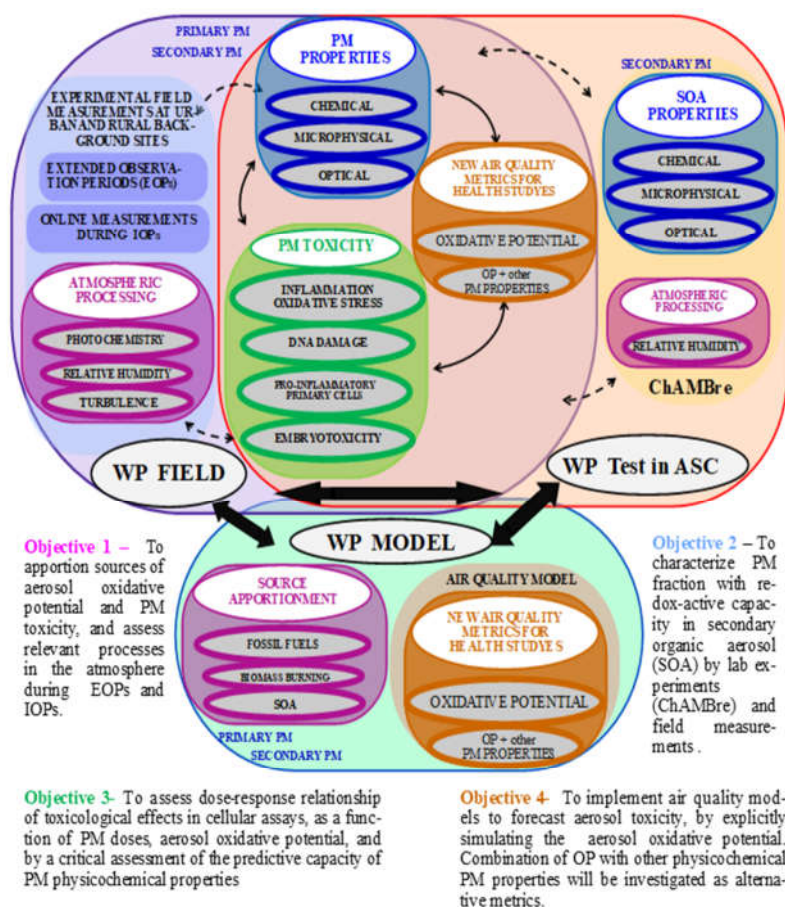 PRIMARY PM
SECONDARY PM
EXPERIMENTAL FIELD
MEASUREMENTS AT UR-
BAN AND RURAL BACK-
GROUND SITES
EXTENDED OBSERVA-
TION PERIODS (EOPs)
ONLINE MEASUREMENTS
DURING IOPs
ATMOSPHERIC
PROCESSING
PHOTOCHEMISTRY
RELATIVE HUMIDITY
TURBULENCE
WP FIELD
PM
PROPERTIES
CHEMICAL
MICROPHYSICAL
OPTICAL
PM TOXICITY
INFLAMMATION
OXIDATIVE STRESS
DNA DAMAGE
PRO-INFLAMMATORY
PRIMARY CELLS
EMBRYOTOXICITY
NEW AIR QUALITY
METRICS FOR
HEALTH STUDYES
OXIDATIVE POTENTIAL
OP + other
PM PROPERTIES
SECONDARY PM
SOA
PROPERTIES
CHEMICAL
MICROPHYSICAL
OPTICAL
ATMOSPHERIC
PROCESSING
RELATIVE HUMIDITY
ChAMBre
WP Test in ASC
WP MODEL
SOURCE
APPORTIONMENT
FOSSIL FUELS
BIOMASS BURNING
SOA
PRIMARY PM
SECONDARY PM
AIR QUALITY MODEL
NEW AIR QUALITY
METRICS FOR
HEALTH STUDYES
OXIDATIVE POTENTIAL
OP + other
PM PROPERTIES
Objective 1 – To
apportion sources of
aerosol oxidative
potential and PM
toxicity, and assess
relevant processes
in the atmosphere
during EOPs and
IOPs.
Objective 2 – To
characterize PM
fraction with re-
dox-active capac-
ity in secondary
organic aerosol
(SOA) by lab ex-
periments
(ChAMBre) and
field measure-
ments .
Objective 3- To assess dose-response relationship
of toxicological effects in cellular assays, as a func-
tion of PM doses, aerosol oxidative potential, and
by a critical assessment of the predictive capacity of
PM physicochemical properties
Objective 4- To implement air quality mod-
els to forecast aerosol toxicity, by explicitly
simulating the aerosol oxidative potential.
Combination of OP with other physicochemical
PM properties will be investigated as alterna-
tive metrics.